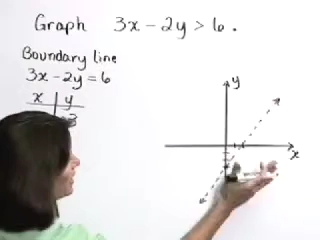 Graph 3x - 2y > 6.
Boundary line
3x - 2y = 6
x y
y
x